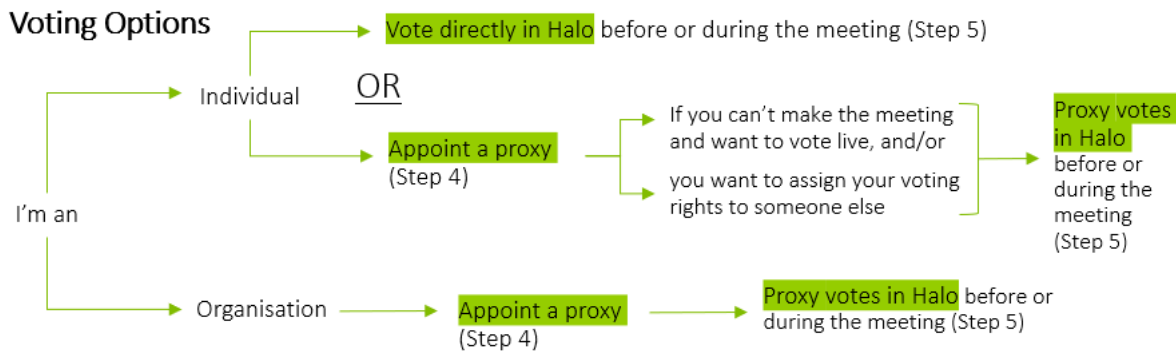 Voting Options
Vote directly in Halo before or during the meeting (Step 5)
Individual
OR
Appoint a proxy
(Step 4)
If you can't make the meeting
and want to vote live, and/or
you want to assign your voting
rights to someone else
Proxy votes
in Halo
before or
during the
meeting
(Step 5)
I'm an
Organisation
Appoint a proxy
(Step 4)
Proxy votes in Halo before or
during the meeting (Step 5)